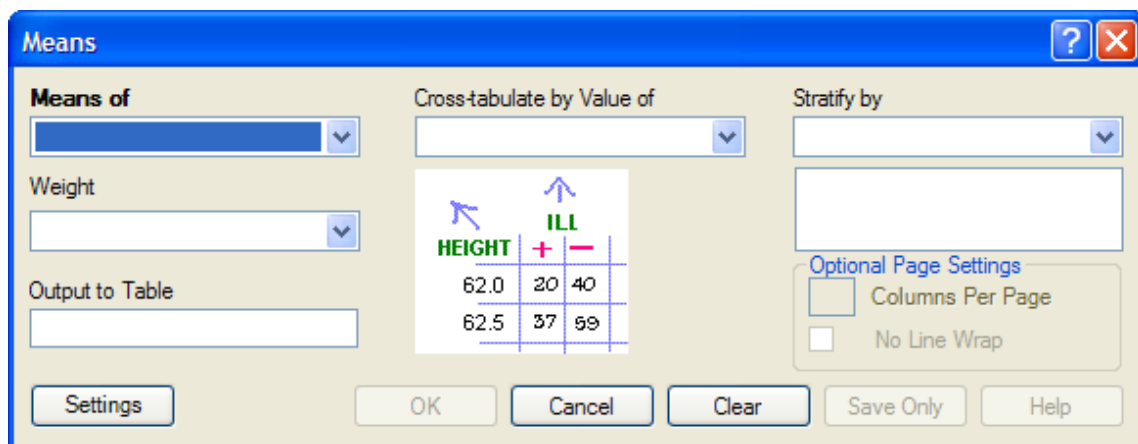 Means
Means of
Cross-tabulate by Value of
Stratify by
Weight
ILL
HEIGHT + −
62.0 20 40
62.5 37 59
Output to Table
Optional Page Settings
Columns Per Page
No Line Wrap
Settings
OK
Cancel
Clear
Save Only
Help